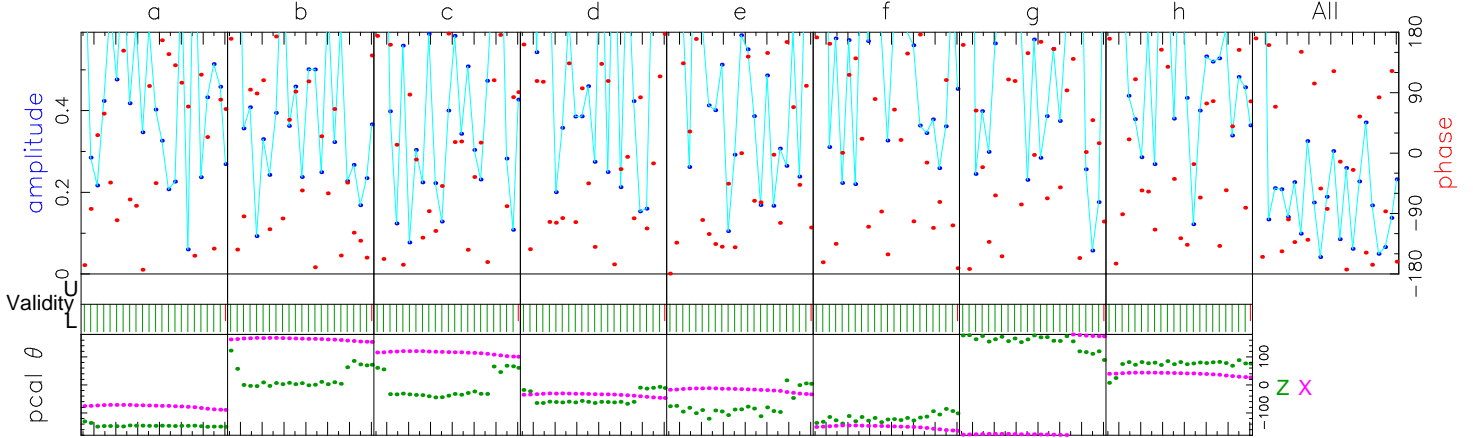 a b c d e f g h All
amplitude
0.4
0.2
0
180
90
0
−90
−180
phase
Validity
U
L
pcal θ
100
0
−100
Z X